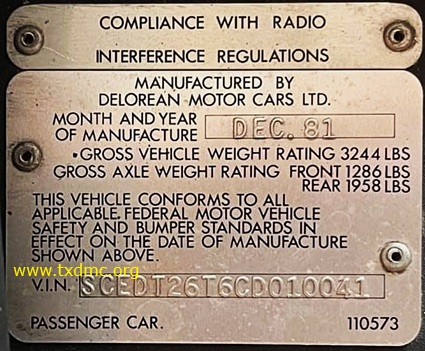 COMPLIANCE WITH RADIO
INTERFERENCE REGULATIONS
MANUFACTURED BY
DELOREAN MOTOR CARS LTD.
MONTH AND YEAR
OF MANUFACTURE DEC. 81
•GROSS VEHICLE WEIGHT RATING 3244 LBS
GROSS AXLE WEIGHT RATING FRONT 1286 LBS
REAR 1958 LBS
THIS VEHICLE CONFORMS TO ALL
APPLICABLE FEDERAL MOTOR VEHICLE
SAFETY AND BUMPER STANDARDS IN
EFFECT ON THE DATE OF MANUFACTURE
SHOWN ABOVE.
www.txdmc.org
V.I.N. SCEDT26T6CD010041
PASSENGER CAR. 110573